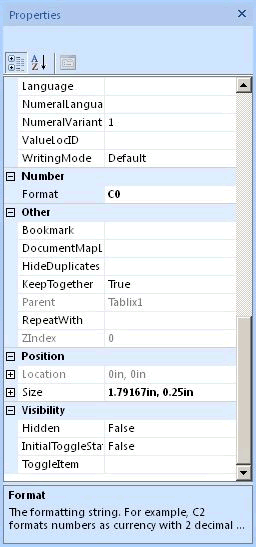 Properties
Language
NumeralLangua
NumeralVariant 1
ValueLocID
WritingMode Default
Number
Format C0
Other
Bookmark
DocumentMapL
HideDuplicates
KeepTogether True
Parent Tablix1
RepeatWith
ZIndex 0
Position
Location 0in, 0in
Size 1.79167in, 0.25in
Visibility
Hidden False
InitialToggleStat False
ToggleItem
Format
The formatting string. For example, C2
formats numbers as currency with 2 decimal ...